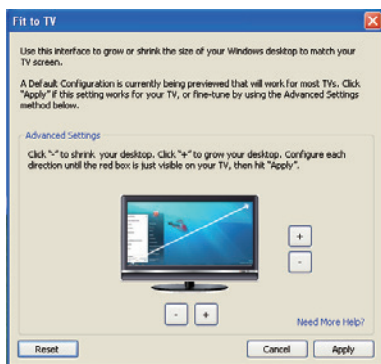 Fit to TV
Use this interface to grow or shrink the size of your Windows desktop to match your
TV screen.
A Default Configuration is currently being previewed that will work for most TVs. Click
"Apply" if this setting works for your TV, or fine-tune by using the Advanced Settings
method below.
Advanced Settings
Click "-" to shrink your desktop. Click "+" to grow your desktop. Configure each
direction until the red box is just visible on your TV, then hit "Apply".
+
-
- +
Need More Help?
Reset Cancel Apply